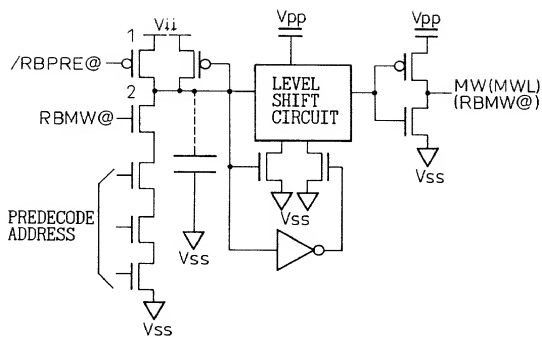 1 Vii
/RBPRE@
2
RBMW@
PREDECODE
ADDRESS
Vss
Vss
Vpp
LEVEL
SHIFT
CIRCUIT
Vss
Vpp
MW(MWL)
(RBMW@)
Vss